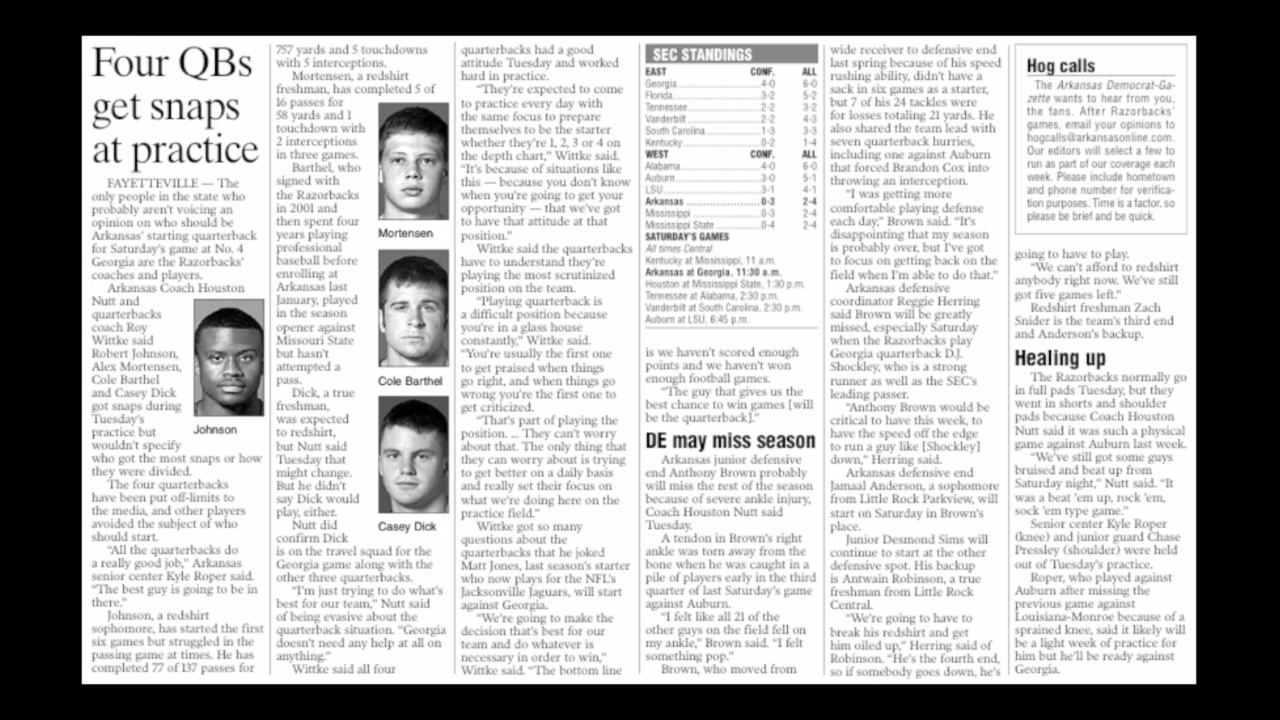 Four QBs
get snaps
at practice
FAYETTEVILLE — The
only people in the state who
probably aren't voicing an
opinion on who should be
Arkansas' starting quarterback
for Saturday's game at No. 4
Georgia are the Razorbacks'
coaches and players.
Arkansas Coach Houston
Nutt and
quarterbacks
coach Roy
Wittke said
Robert Johnson,
Alex Mortensen,
Cole Barthel
and Casey Dick
got snaps during
Tuesday's
practice but
wouldn't specify
who got the most snaps or how
they were divided.
The four quarterbacks
have been put off-limits to
the media, and other players
avoided the subject of who
should start.
"All the quarterbacks do
a really good job," Arkansas
senior center Kyle Roper said.
"The best guy is going to be in
there."
Johnson, a redshirt
sophomore, has started the first
six games but struggled in the
passing game at times. He has
completed 77 of 137 passes for
Johnson
757 yards and 5 touchdowns
with 5 interceptions.
Mortensen, a redshirt
freshman, has completed 5 of
16 passes for
58 yards and 1
touchdown with
2 interceptions
in three games.
Barthel, who
signed with
the Razorbacks
in 2001 and
then spent four
years playing
professional
baseball before
enrolling at
Arkansas last
January, played
in the season
opener against
Missouri State
but hasn't
attempted a
pass.
Dick, a true
freshman,
was expected
to redshirt,
but Nutt said
Tuesday that
might change.
But he didn't
say Dick would
play, either.
Nutt did
confirm Dick
is on the travel squad for the
Georgia game along with the
other three quarterbacks.
"I'm just trying to do what's
best for our team," Nutt said
of being evasive about the
quarterback situation. "Georgia
doesn't need any help at all on
anything."
Wittke said all four
Mortensen
Cole Barthel
Casey Dick
quarterbacks had a good
attitude Tuesday and worked
hard in practice.
"They're expected to come
to practice every day with
the same focus to prepare
themselves to be the starter
whether they're 1, 2, 3 or 4 on
the depth chart," Wittke said.
"It's because of situations like
this — because you don't know
when you're going to get your
opportunity — that we've got
to have that attitude at that
position."
Wittke said the quarterbacks
have to understand they're
playing the most scrutinized
position on the team.
"Playing quarterback is
a difficult position because
you're in a glass house
constantly," Wittke said.
"You're usually the first one
to get praised when things
go right, and when things go
wrong you're the first one to
get criticized.
"That's part of playing the
position. ... They can't worry
about that. The only thing that
they can worry about is trying
to get better on a daily basis
and really set their focus on
what we're doing here on the
practice field."
Wittke got so many
questions about the
quarterbacks that he joked
Matt Jones, last season's starter
who now plays for the NFL's
Jacksonville Jaguars, will start
against Georgia.
"We're going to make the
decision that's best for our
team and do whatever is
necessary in order to win,"
Wittke said. "The bottom line
SEC STANDINGS
EAST CONF. ALL
Georgia 4-0 6-0
Florida 3-2 5-2
Tennessee 2-2 3-2
Vanderbilt 2-2 4-3
South Carolina 1-3 3-3
Kentucky 0-2 1-4
WEST CONF. ALL
Alabama 4-0 6-0
Auburn 3-0 5-1
LSU 3-1 4-1
Arkansas 0-3 2-4
Mississippi 0-3 2-4
Mississippi State 0-4 2-4
SATURDAY'S GAMES
All times Central
Kentucky at Mississippi, 11 a.m.
Arkansas at Georgia, 11:30 a.m.
Houston at Mississippi State, 1:30 p.m.
Tennessee at Alabama, 2:30 p.m.
Vanderbilt at South Carolina, 2:30 p.m.
Auburn at LSU, 6:45 p.m.
is we haven't scored enough
points and we haven't won
enough football games.
"The guy that gives us the
best chance to win games [will
be the quarterback]."
DE may miss season
Arkansas junior defensive
end Anthony Brown probably
will miss the rest of the season
because of severe ankle injury,
Coach Houston Nutt said
Tuesday.
A tendon in Brown's right
ankle was torn away from the
bone when he was caught in a
pile of players early in the third
quarter of last Saturday's game
against Auburn.
"I felt like all 21 of the
other guys on the field fell on
my ankle," Brown said. "I felt
something pop."
Brown, who moved from
wide receiver to defensive end
last spring because of his speed
rushing ability, didn't have a
sack in six games as a starter,
but 7 of his 24 tackles were
for losses totaling 21 yards. He
also shared the team lead with
seven quarterback hurries,
including one against Auburn
that forced Brandon Cox into
throwing an interception.
"I was getting more
comfortable playing defense
each day," Brown said. "It's
disappointing that my season
is probably over, but I've got
to focus on getting back on the
field when I'm able to do that."
Arkansas defensive
coordinator Reggie Herring
said Brown will be greatly
missed, especially Saturday
when the Razorbacks play
Georgia quarterback D.J.
Shockley, who is a strong
runner as well as the SEC's
leading passer.
"Anthony Brown would be
critical to have this week, to
have the speed off the edge
to run a guy like [Shockley]
down," Herring said.
Arkansas defensive end
Jamaal Anderson, a sophomore
from Little Rock Parkview, will
start on Saturday in Brown's
place.
Junior Desmond Sims will
continue to start at the other
defensive spot. His backup
is Antwain Robinson, a true
freshman from Little Rock
Central.
"We're going to have to
break his redshirt and get
him oiled up," Herring said of
Robinson. "He's the fourth end,
so if somebody goes down, he's
Hog calls
The Arkansas Democrat-Ga-
zette wants to hear from you,
the fans. After Razorbacks'
games, email your opinions to
hogcalls@arkansasonline.com.
Our editors will select a few to
run as part of our coverage each
week. Please include hometown
and phone number for verifica-
tion purposes. Time is a factor, so
please be brief and be quick.
going to have to play.
"We can't afford to redshirt
anybody right now. We've still
got five games left."
Redshirt freshman Zach
Snider is the team's third end
and Anderson's backup.
Healing up
The Razorbacks normally go
in full pads Tuesday, but they
went in shorts and shoulder
pads because Coach Houston
Nutt said it was such a physical
game against Auburn last week.
"We've still got some guys
bruised and beat up from
Saturday night," Nutt said. "It
was a beat 'em up, rock 'em,
sock 'em type game."
Senior center Kyle Roper
(knee) and junior guard Chase
Pressley (shoulder) were held
out of Tuesday's practice.
Roper, who played against
Auburn after missing the
previous game against
Louisiana-Monroe because of a
sprained knee, said it likely will
be a light week of practice for
him but he'll be ready against
Georgia.